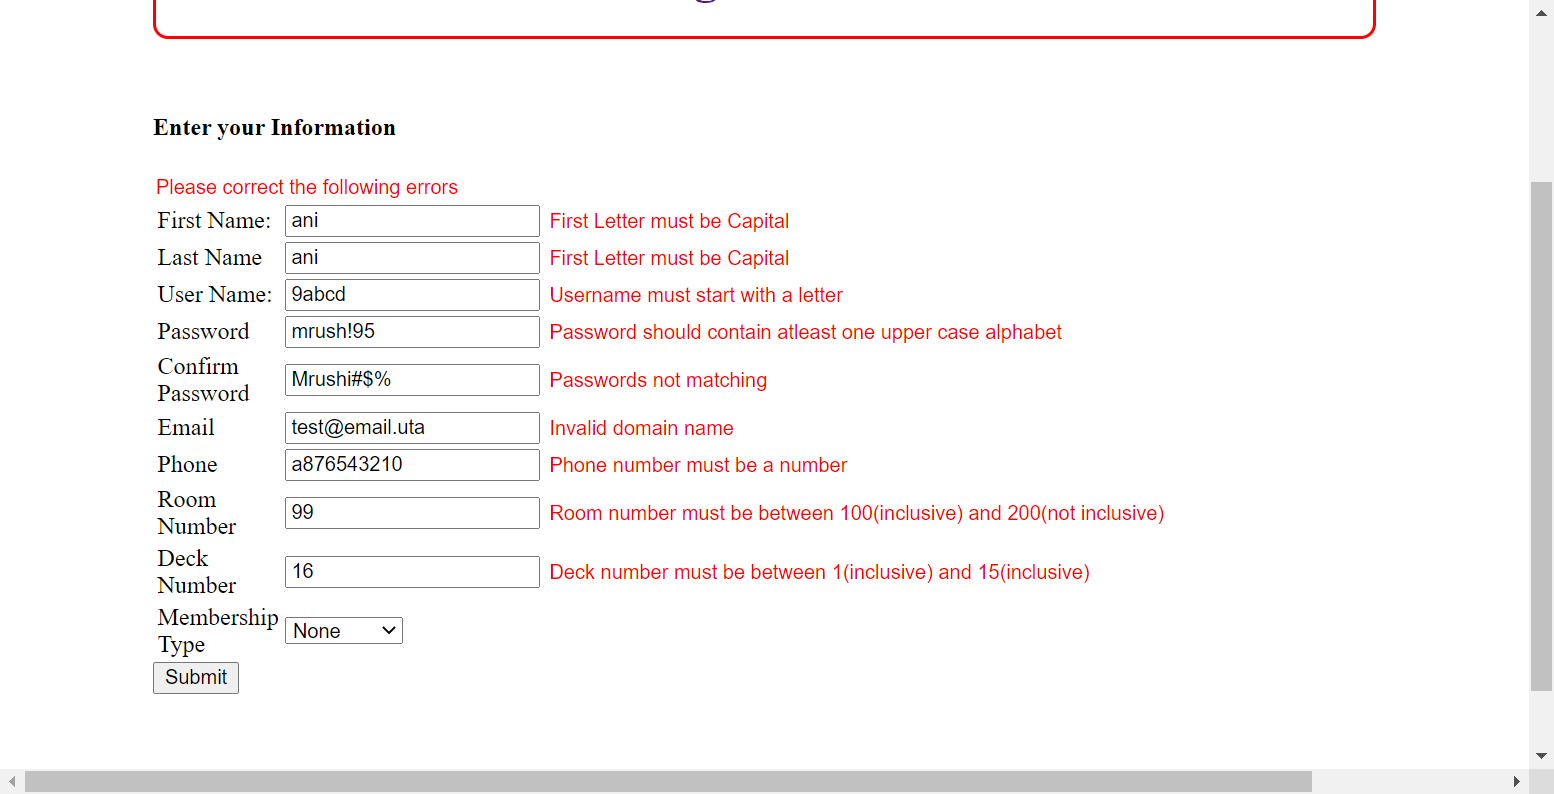 Enter your Information
Please correct the following errors
First Name: ani First Letter must be Capital
Last Name ani First Letter must be Capital
User Name: 9abcd Username must start with a letter
Password mrush!95 Password should contain atleast one upper case alphabet
Confirm
Password Mrushi#$% Passwords not matching
Email test@email.uta Invalid domain name
Phone a876543210 Phone number must be a number
Room
Number 99 Room number must be between 100(inclusive) and 200(not inclusive)
Deck
Number 16 Deck number must be between 1(inclusive) and 15(inclusive)
Membership
Type None
Submit